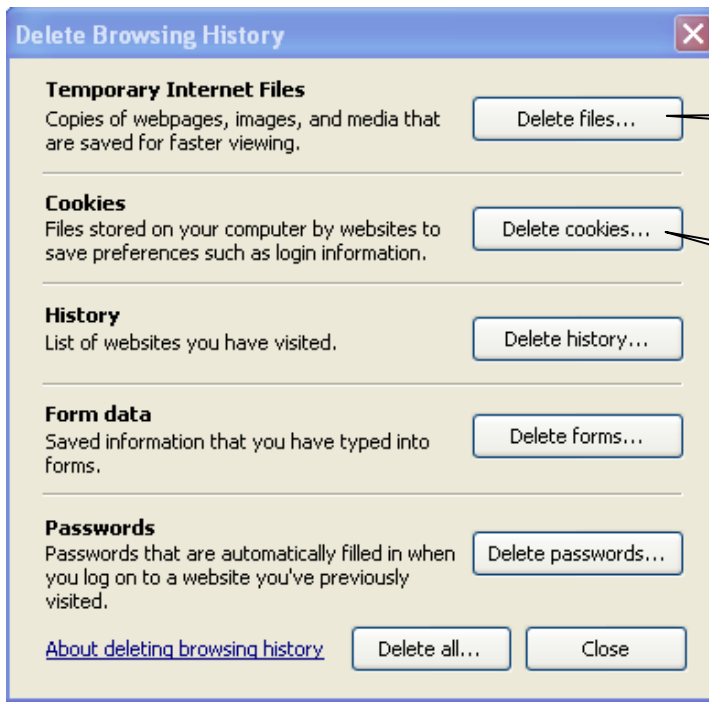 Delete Browsing History
Temporary Internet Files
Copies of webpages, images, and media that
are saved for faster viewing.
Delete files...
Cookies
Files stored on your computer by websites to
save preferences such as login information.
Delete cookies...
History
List of websites you have visited.
Delete history...
Form data
Saved information that you have typed into
forms.
Delete forms...
Passwords
Passwords that are automatically filled in when
you log on to a website you've previously
visited.
Delete passwords...
About deleting browsing history
Delete all...
Close